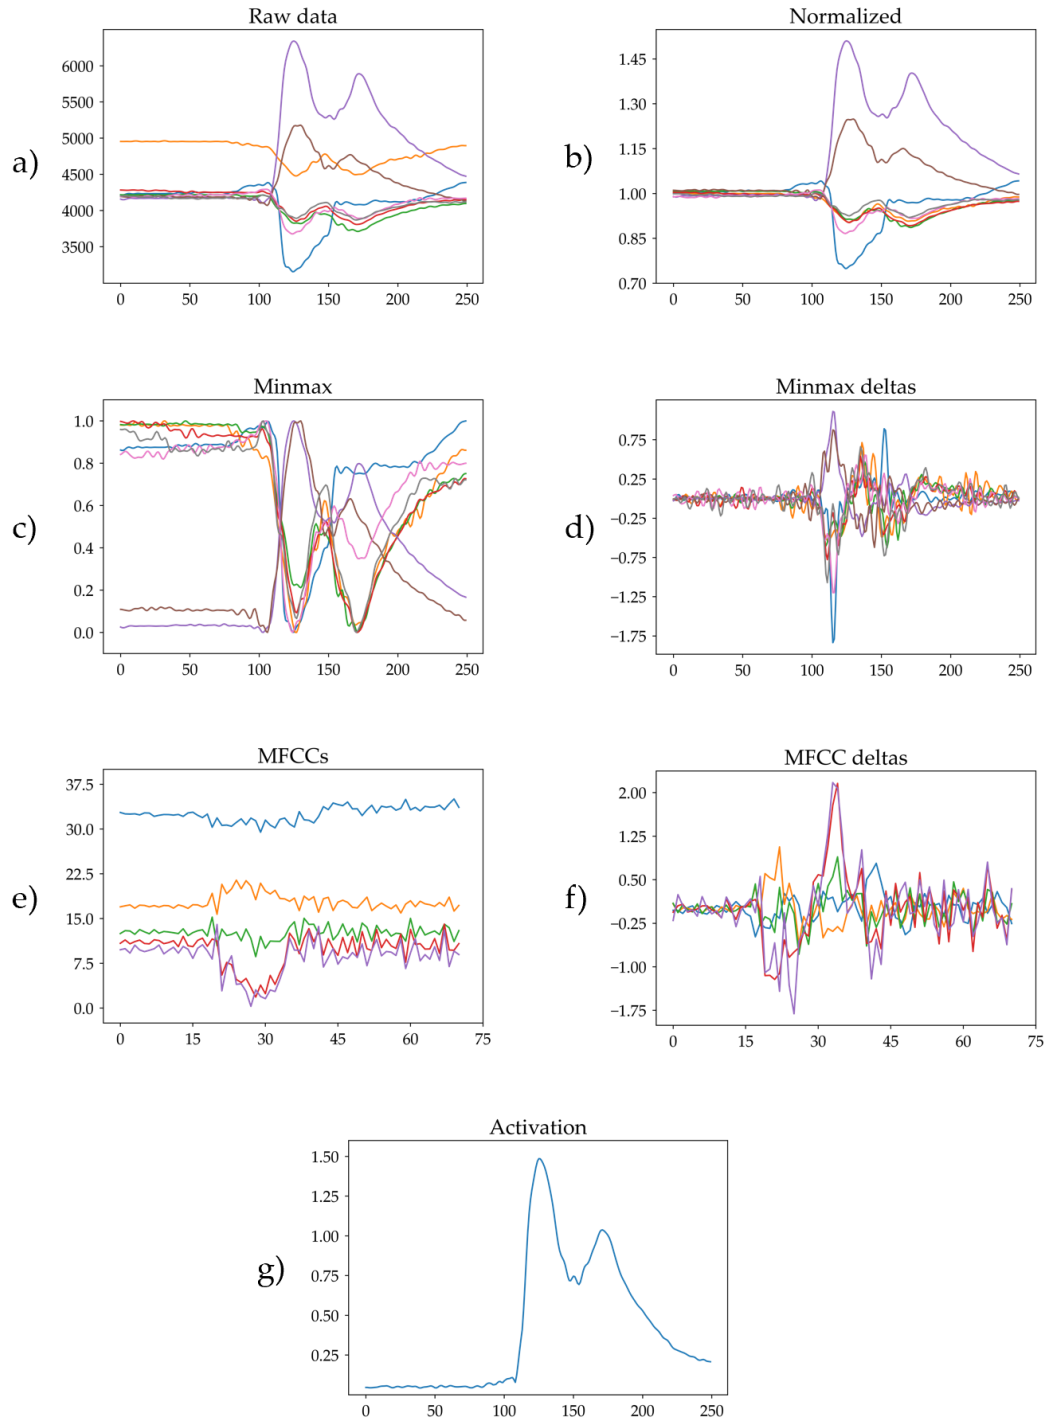 Raw data
a)
6000
5500
5000
4500
4000
3500
0 50 100 150 200 250
Normalized
b)
1.45
1.30
1.15
1.00
0.85
0.70
0 50 100 150 200 250
Minmax
c)
1.0
0.8
0.6
0.4
0.2
0.0
0 50 100 150 200 250
Minmax deltas
d)
0.75
0.25
−0.25
−0.75
−1.25
−1.75
0 50 100 150 200 250
MFCCs
e)
37.5
30.0
22.5
15.0
7.5
0.0
0 15 30 45 60 75
MFCC deltas
f)
2.00
1.25
0.50
−0.25
−1.00
−1.75
0 15 30 45 60 75
Activation
g)
1.50
1.25
1.00
0.75
0.50
0.25
0 50 100 150 200 250